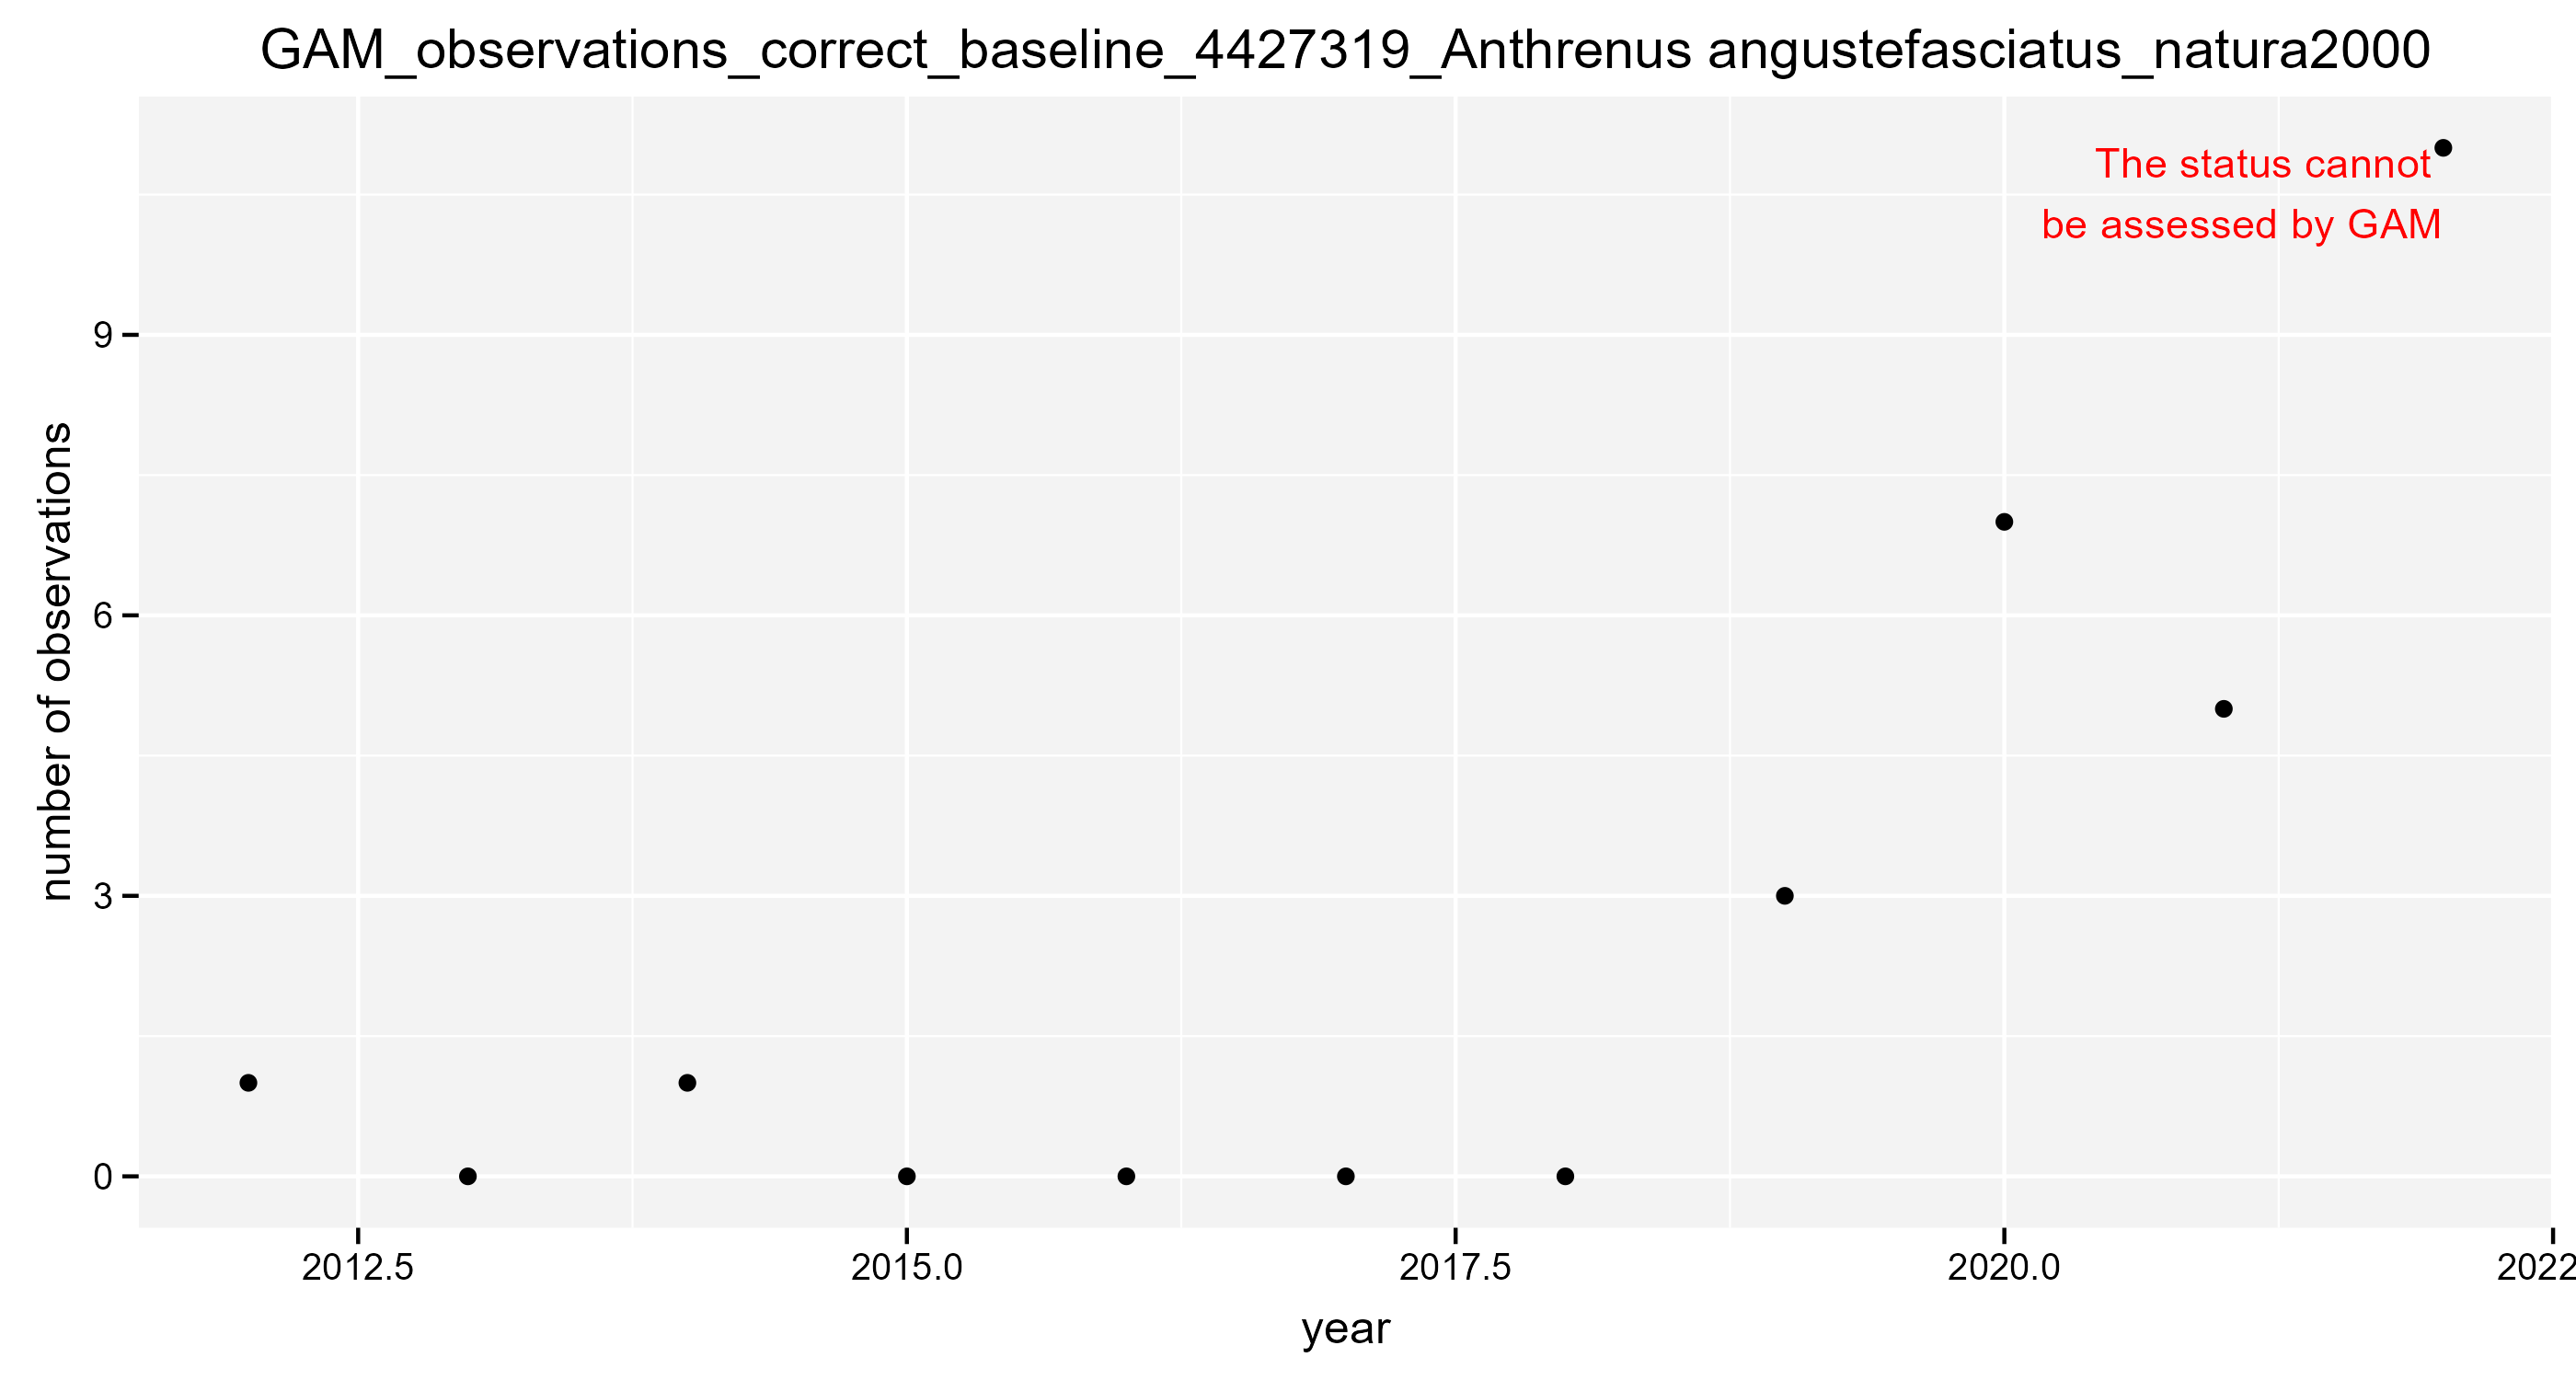 GAM_observations_correct_baseline_4427319_Anthrenus angustefasciatus_natura2000
The status cannot
be assessed by GAM
number of observations
9
6
3
0
2012.5
2015.0
2017.5
2020.0
2022
year